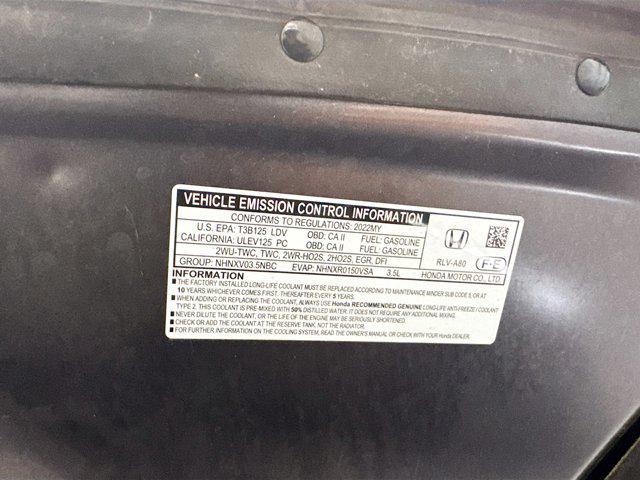 VEHICLE EMISSION CONTROL INFORMATION
CONFORMS TO REGULATIONS: 2022MY
U.S. EPA: T3B125 LDV OBD: CA II FUEL: GASOLINE
CALIFORNIA: ULEV125 PC OBD: CA II FUEL: GASOLINE
2WU-TWC, TWC, 2WR-HO2S, 2HO2S, EGR, DFI
GROUP: NHNXV03.5NBC EVAP: NHNXR0150VSA 3.5L
RLV-A80 F-E
HONDA MOTOR CO., LTD.
INFORMATION
THE FACTORY INSTALLED LONG-LIFE COOLANT MUST BE REPLACED ACCORDING TO MAINTENANCE MINDER SUB CODE 5, OR AT
10 YEARS WHICHEVER COMES FIRST, THEREAFTER EVERY 5 YEARS.
WHEN ADDING OR REPLACING THE COOLANT, ALWAYS USE Honda RECOMMENDED GENUINE LONG-LIFE ANTI-FREEZE / COOLANT
TYPE 2. THIS COOLANT IS PRE-MIXED WITH 50% DISTILLED WATER. IT DOES NOT REQUIRE ANY ADDITIONAL MIXING.
NEVER DILUTE THE COOLANT, OR THE LIFE OF THE ENGINE MAY BE SERIOUSLY SHORTENED.
CHECK OR ADD THE COOLANT AT THE RESERVE TANK, NOT THE RADIATOR.
FOR FURTHER INFORMATION ON THE COOLING SYSTEM, READ THE OWNER'S MANUAL OR CHECK WITH YOUR Honda DEALER.